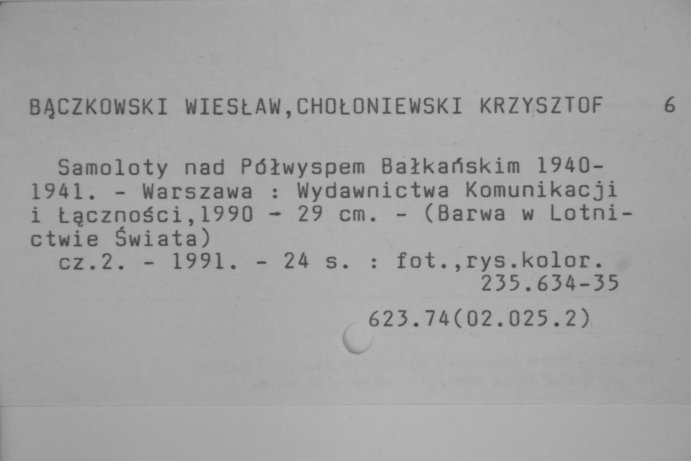 BĄCZKOWSKI WIESŁAW,CHOŁONIEWSKI KRZYSZTOF 6
Samoloty nad Półwyspem Bałkańskim 1940-
1941. - Warszawa : Wydawnictwa Komunikacji
i Łączności,1990 - 29 cm. - (Barwa w Lotni-
ctwie Świata)
cz.2. - 1991. - 24 s. : fot.,rys.kolor.
235.634-35
623.74(02.025.2)